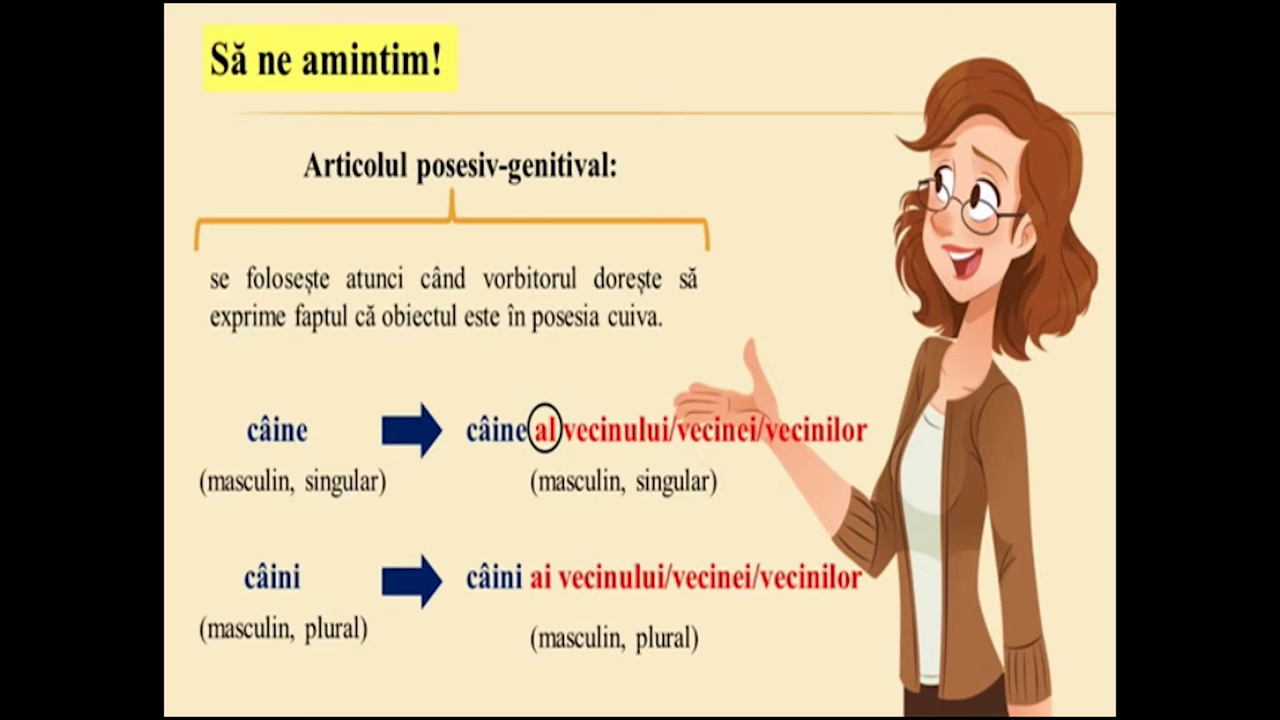 Să ne amintim!
Articolul posesiv-genitival:
se folosește atunci când vorbitorul dorește să
exprime faptul că obiectul este în posesia cuiva.
câine câine al vecinului/vecinei/vecinilor
(masculin, singular) (masculin, singular)
câini câini ai vecinului/vecinei/vecinilor
(masculin, plural) (masculin, plural)